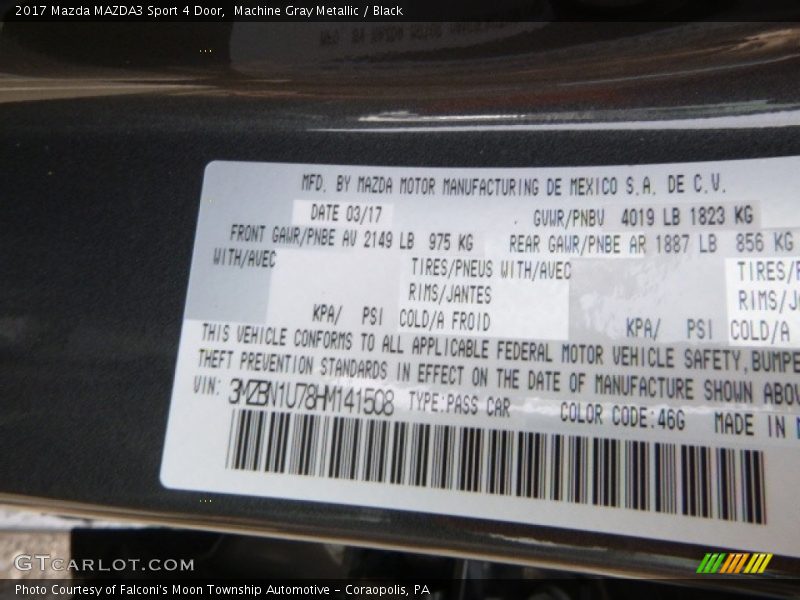 2017 Mazda MAZDA3 Sport 4 Door,  Machine Gray Metallic / Black
MFD. BY MAZDA MOTOR MANUFACTURING DE MEXICO S.A. DE C.V.
DATE 03/17 GVWR/PNBV 4019 LB 1823 KG
FRONT GAWR/PNBE AV 2149 LB 975 KG REAR GAWR/PNBE AR 1887 LB 856 KG
WITH/AVEC TIRES/PNEUS WITH/AVEC TIRES/
RIMS/JANTES RIMS/J
KPA/ PSI COLD/A FROID KPA/ PSI COLD/A
THIS VEHICLE CONFORMS TO ALL APPLICABLE FEDERAL MOTOR VEHICLE SAFETY, BUMPE
THEFT PREVENTION STANDARDS IN EFFECT ON THE DATE OF MANUFACTURE SHOWN ABOV
VIN: 3MZBN1U78HM141508 TYPE:PASS CAR COLOR CODE:46G MADE IN
GTCARLOT.COM
Photo Courtesy of Falconi's Moon Township Automotive - Coraopolis, PA